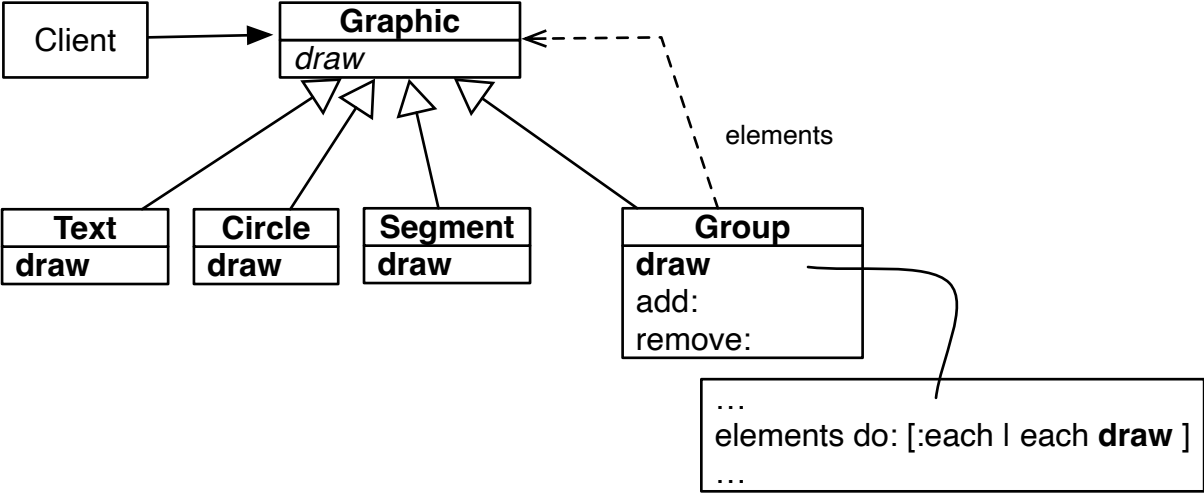 Client
Graphic
draw
elements
Text
draw
Circle
draw
Segment
draw
Group
draw
add:
remove:
…
elements do: [:each | each draw ]
…